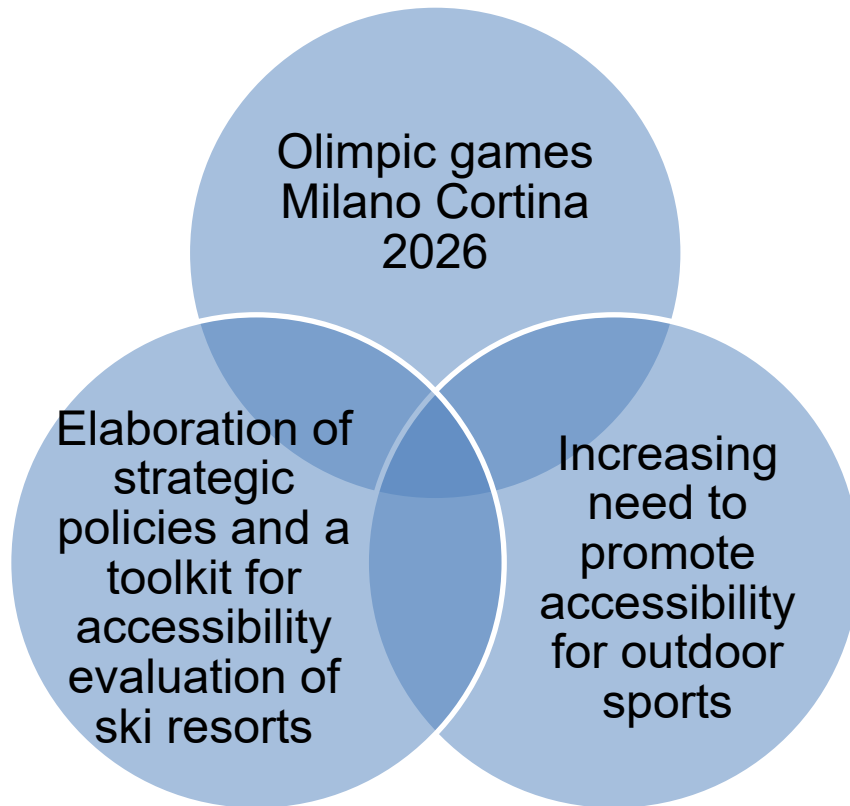 Olimpic games
Milano Cortina
2026
Elaboration of
strategic
policies and a
toolkit for
accessibility
evaluation of
ski resorts
Increasing
need to
promote
accessibility
for outdoor
sports